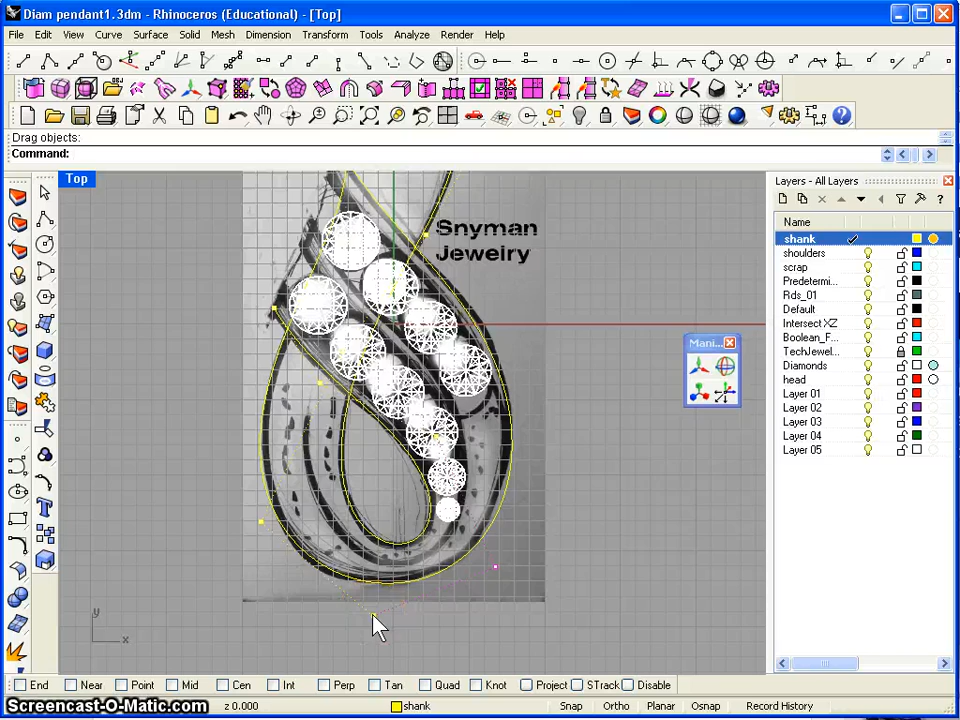 Diam pendant1.3dm - Rhinoceros (Educational) - [Top]
File Edit View Curve Surface Solid Mesh Dimension Transform Tools Analyze Render Help
Drag objects:
Command:
Top
Layers - All Layers
Name
shank
shoulders
scrap
Predetermi...
Rds_01
Default
Intersect XZ
Boolean_F...
TechJewel...
Diamonds
head
Layer 01
Layer 02
Layer 03
Layer 04
Layer 05
Snyman
Jewelry
Mani...
y
x
End Near Point Mid Cen Int Perp Tan Quad Knot Project STrack Disable
Screencast-O-Matic.com z 0.000 shank Snap Ortho Planar Osnap Record History